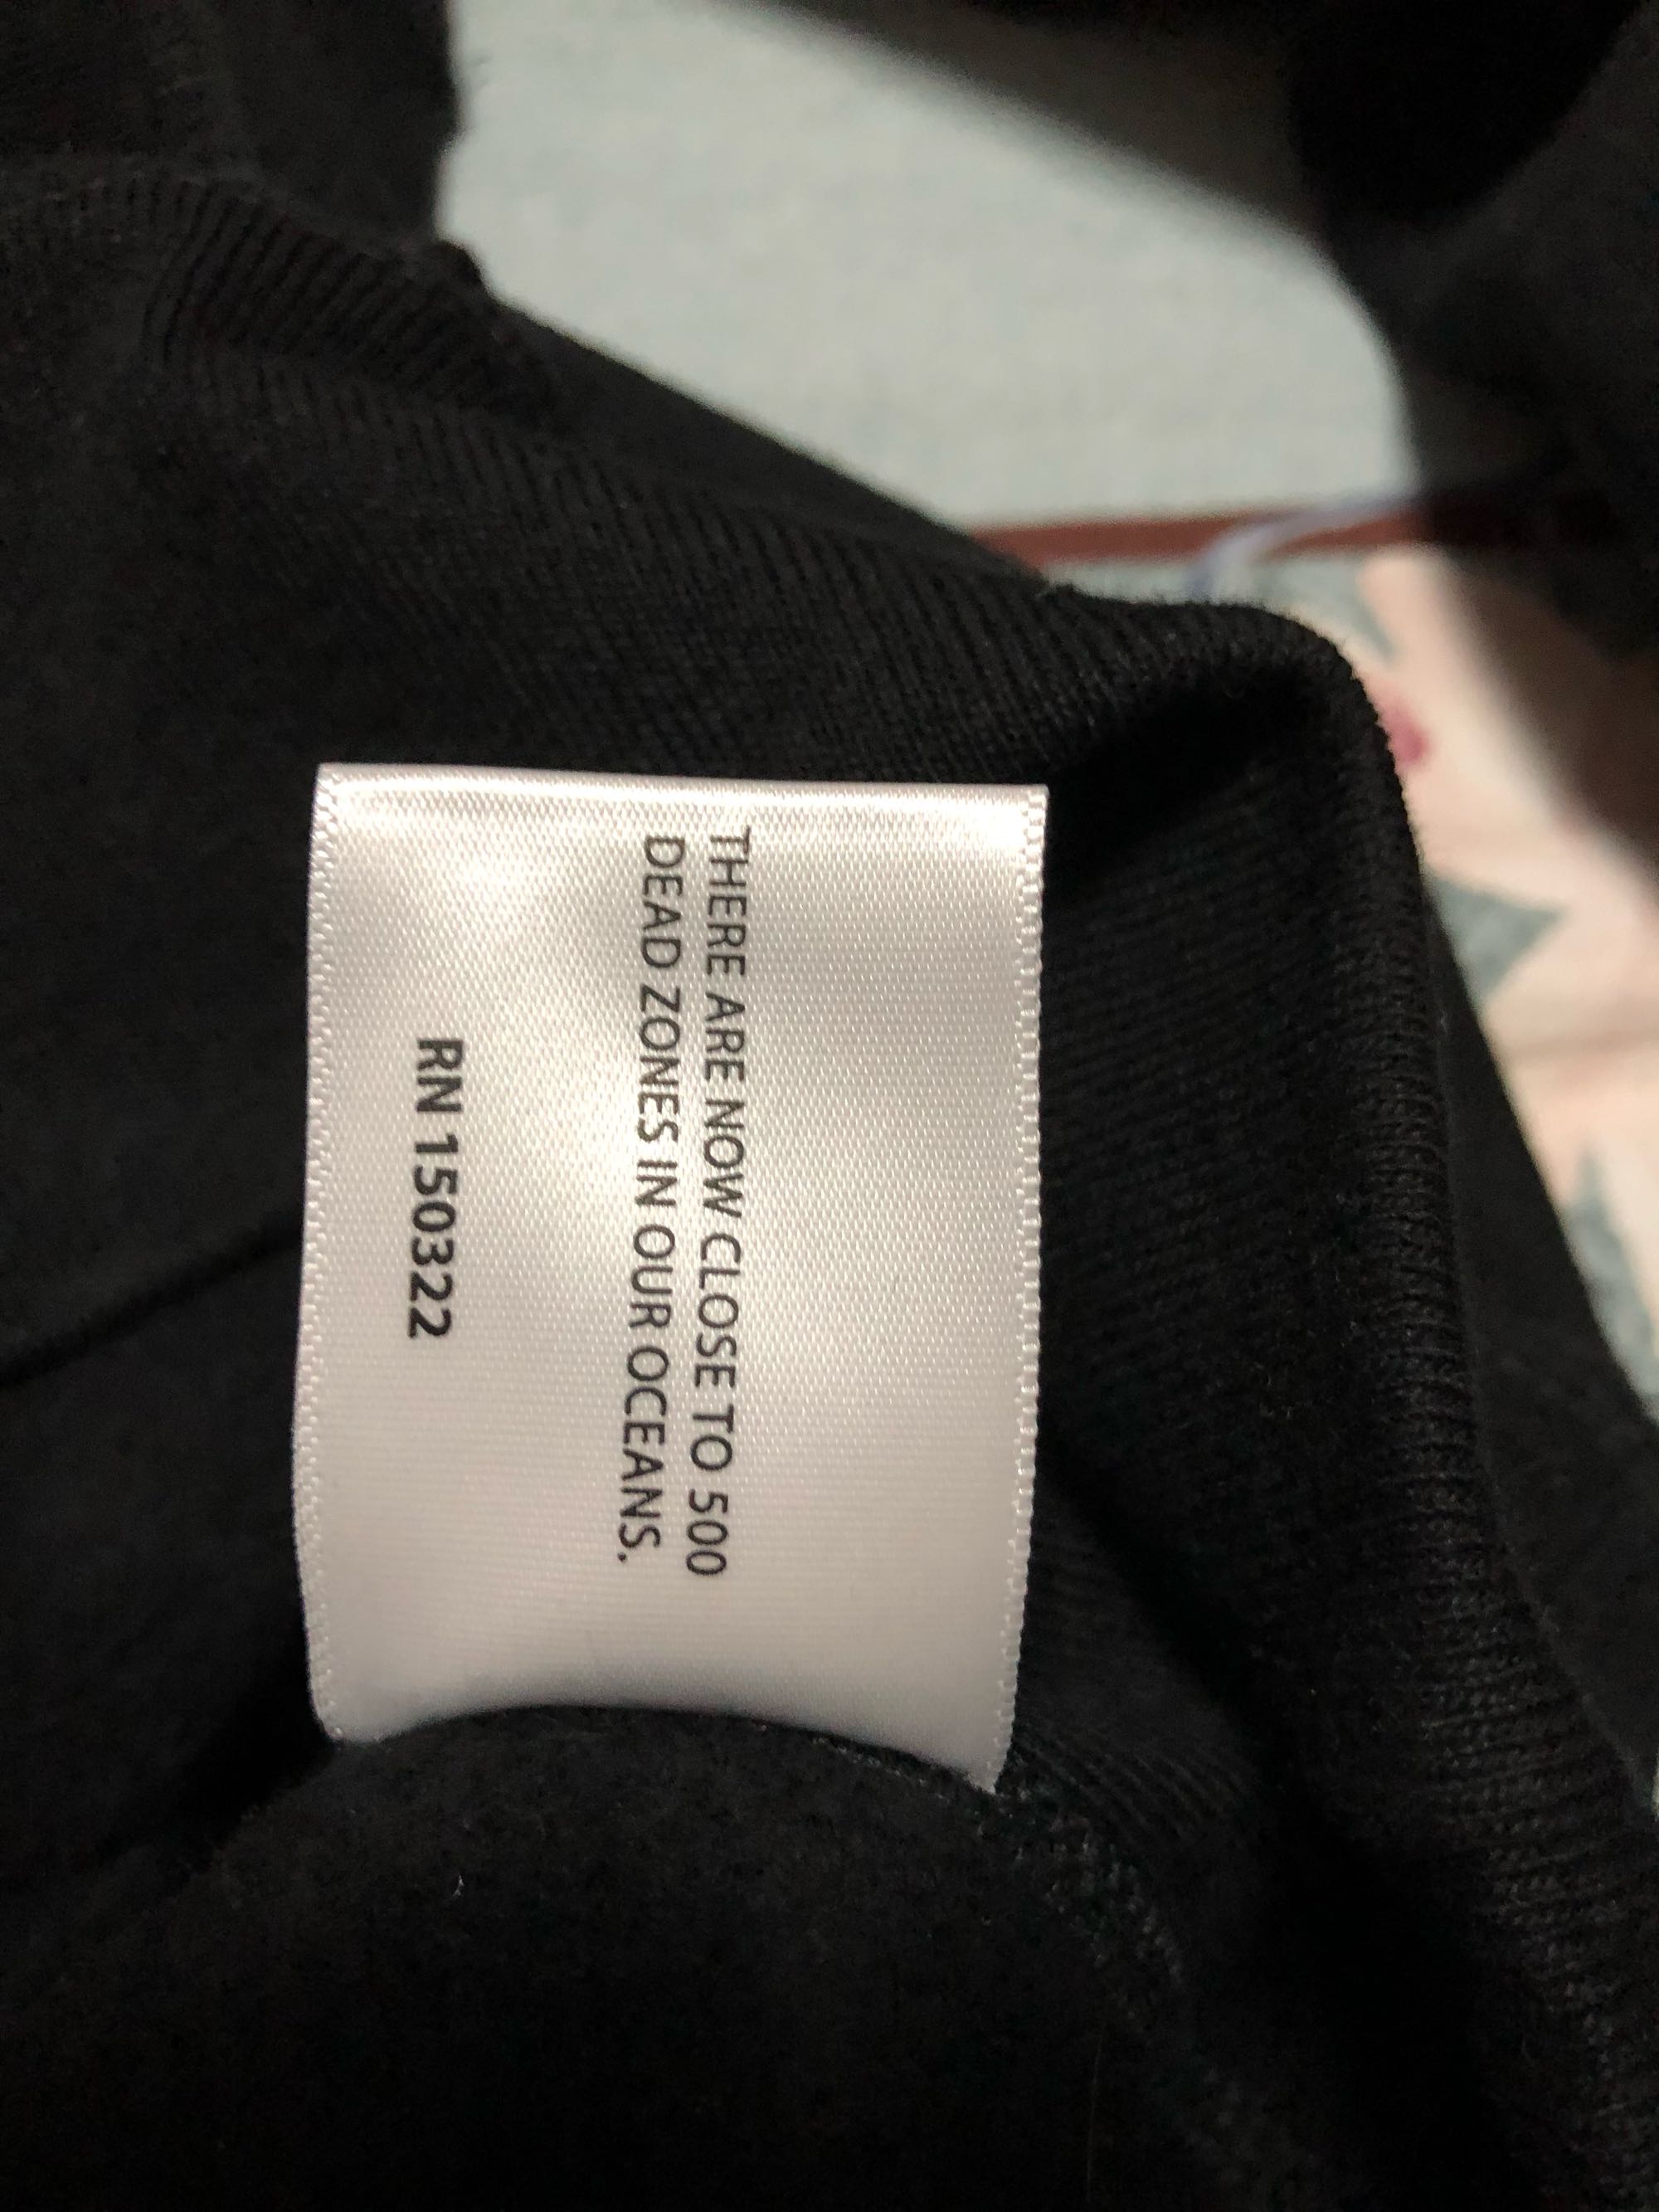 THERE ARE NOW CLOSE TO 500
DEAD ZONES IN OUR OCEANS.
RN 150322